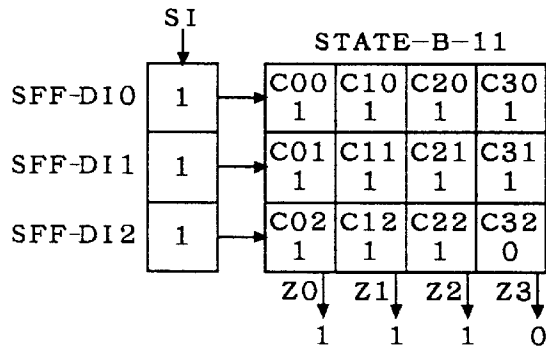 SI
STATE-B-11
SFF-DI0 1 C00 C10 C20 C30
1 1 1 1
SFF-DI1 1 C01 C11 C21 C31
1 1 1 1
SFF-DI2 1 C02 C12 C22 C32
1 1 1 0
Z0 Z1 Z2 Z3
1 1 1 0